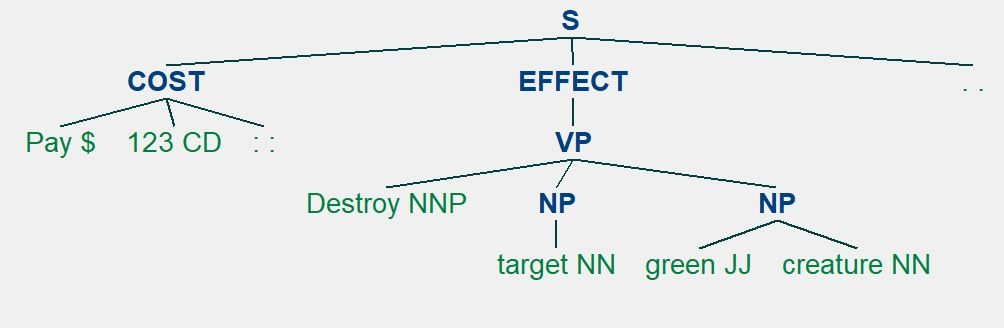 S
COST EFFECT . .
Pay $ 123 CD : : VP
Destroy NNP NP NP
target NN green JJ creature NN